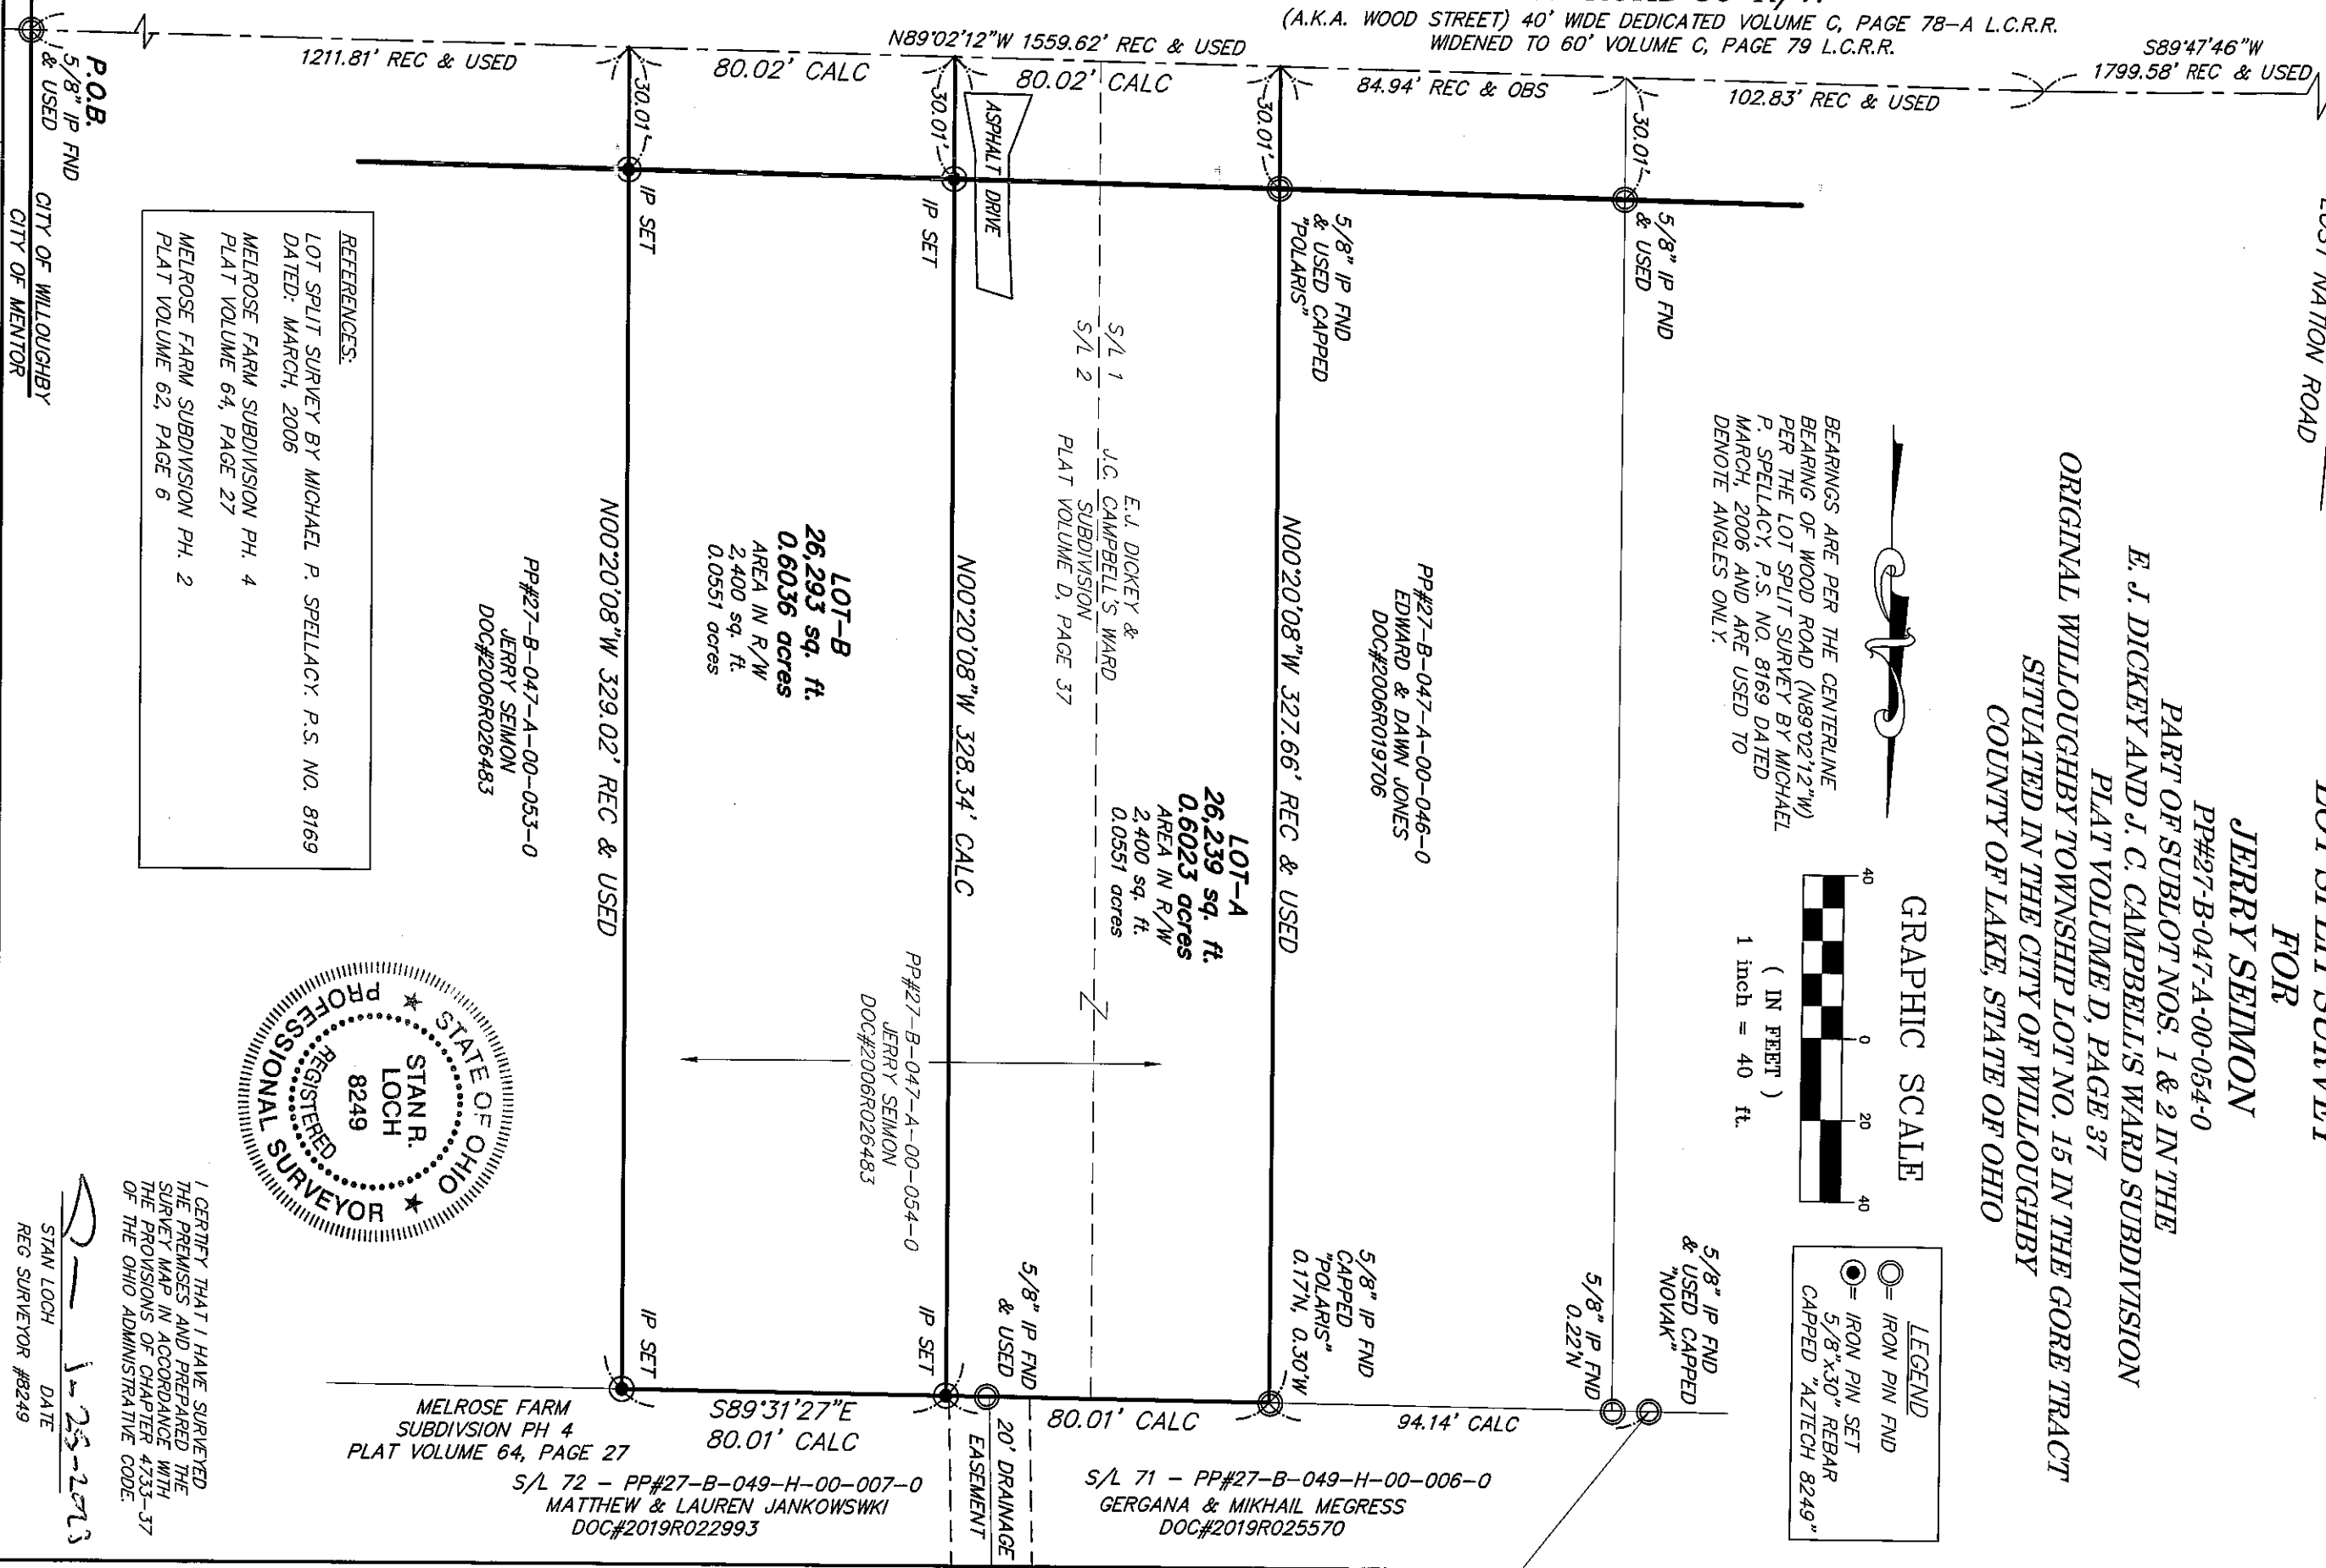 (A.K.A. WOOD STREET) 40' WIDE DEDICATED VOLUME C, PAGE 78-A L.C.R.R.
WIDENED TO 60' VOLUME C, PAGE 79 L.C.R.R.
N89°02'12"W 1559.62' REC & USED
S89°47'46"W
1799.58' REC & USED
1211.81' REC & USED
80.02' CALC
80.02' CALC
84.94' REC & OBS
102.83' REC & USED
30.01'
30.01'
30.01'
30.01'
P.O.B.
5/8" IP FND
& USED
CITY OF WILLOUGHBY
CITY OF MENTOR
IP SET
IP SET
ASPHALT DRIVE
5/8" IP FND
& USED CAPPED
"POLARIS"
5/8" IP FND
& USED
LOST NATION ROAD
LOT SPLIT SURVEY
FOR
JERRY SEIMON
PP#27-B-047-A-00-054-0
PART OF SUBLOT NOS. 1 & 2 IN THE
E. J. DICKEY AND J. C. CAMPBELL'S WARD SUBDIVISION
PLAT VOLUME D, PAGE 37
ORIGINAL WILLOUGHBY TOWNSHIP LOT NO. 15 IN THE GORE TRACT
SITUATED IN THE CITY OF WILLOUGHBY
COUNTY OF LAKE, STATE OF OHIO
BEARINGS ARE PER THE CENTERLINE
BEARING OF WOOD ROAD (N89°02'12"W)
PER THE LOT SPLIT SURVEY BY MICHAEL
P. SPELLACY, P.S. NO. 8169 DATED
MARCH, 2006 AND ARE USED TO
DENOTE ANGLES ONLY.
GRAPHIC SCALE
40
0
20
40
( IN FEET )
1 inch = 40 ft.
LEGEND
= IRON PIN FND
= IRON PIN SET
5/8"x30" REBAR
CAPPED "AZTECH 8249"
REFERENCES:
LOT SPLIT SURVEY BY MICHAEL P. SPELLACY. P.S. NO. 8169
DATED: MARCH, 2006
MELROSE FARM SUBDIVISION PH. 4
PLAT VOLUME 64, PAGE 27
MELROSE FARM SUBDIVISION PH. 2
PLAT VOLUME 62, PAGE 6
S/L 1
S/L 2
E.J. DICKEY &
J.C. CAMPBELL'S WARD
SUBDIVISION
PLAT VOLUME D, PAGE 37
PP#27-B-047-A-00-046-0
EDWARD & DAWN JONES
DOC#2006R019706
N00°20'08"W 327.66' REC & USED
LOT-A
26,239 sq. ft.
0.6023 acres
AREA IN R/W
2,400 sq. ft.
0.0551 acres
N00°20'08"W 328.34' CALC
LOT-B
26,293 sq. ft.
0.6036 acres
AREA IN R/W
2,400 sq. ft.
0.0551 acres
N00°20'08"W 329.02' REC & USED
PP#27-B-047-A-00-053-0
JERRY SEIMON
DOC#2006R026483
PP#27-B-047-A-00-054-0
JERRY SEIMON
DOC#2006R026483
STATE OF OHIO
STAN R.
LOCH
8249
REGISTERED
PROFESSIONAL SURVEYOR
I CERTIFY THAT I HAVE SURVEYED
THE PREMISES AND PREPARED THE
SURVEY MAP IN ACCORDANCE WITH
THE PROVISIONS OF CHAPTER 4733-37
OF THE OHIO ADMINISTRATIVE CODE.
STAN LOCH DATE
REG SURVEYOR #8249
IP SET
IP SET
5/8" IP FND
& USED
5/8" IP FND
CAPPED
"POLARIS"
0.17'N, 0.30'W
5/8" IP FND
0.22'N
5/8" IP FND
& USED CAPPED
"NOVAK"
S89°31'27"E
80.01' CALC
80.01' CALC
94.14' CALC
20' DRAINAGE
EASEMENT
MELROSE FARM
SUBDIVSION PH 4
PLAT VOLUME 64, PAGE 27
S/L 72 - PP#27-B-049-H-00-007-0
MATTHEW & LAUREN JANKOWSWKI
DOC#2019R022993
S/L 71 - PP#27-B-049-H-00-006-0
GERGANA & MIKHAIL MEGRESS
DOC#2019R025570